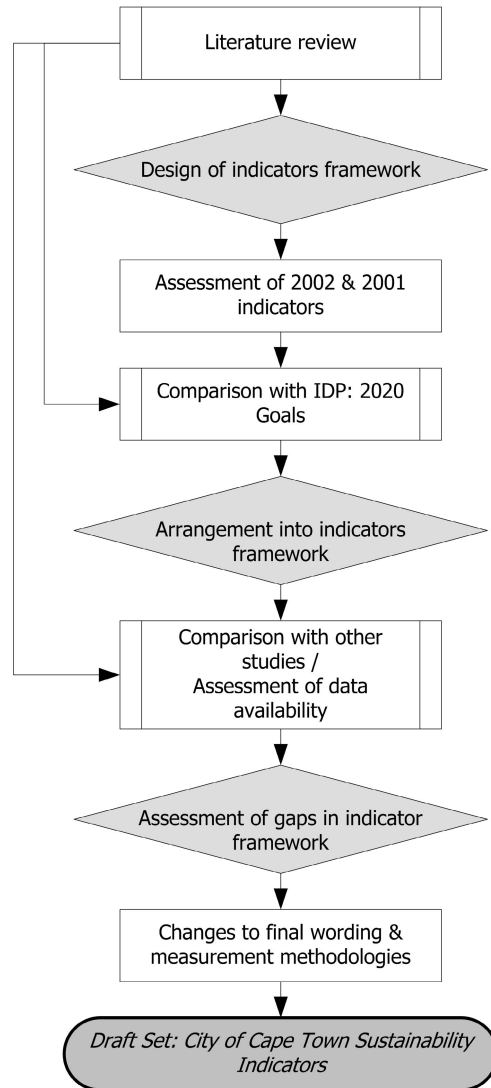 Literature review
Design of indicators framework
Assessment of 2002 & 2001
indicators
Comparison with IDP: 2020
Goals
Arrangement into indicators
framework
Comparison with other
studies /
Assessment of data
availability
Assessment of gaps in indicator
framework
Changes to final wording &
measurement methodologies
Draft Set: City of Cape Town Sustainability
Indicators